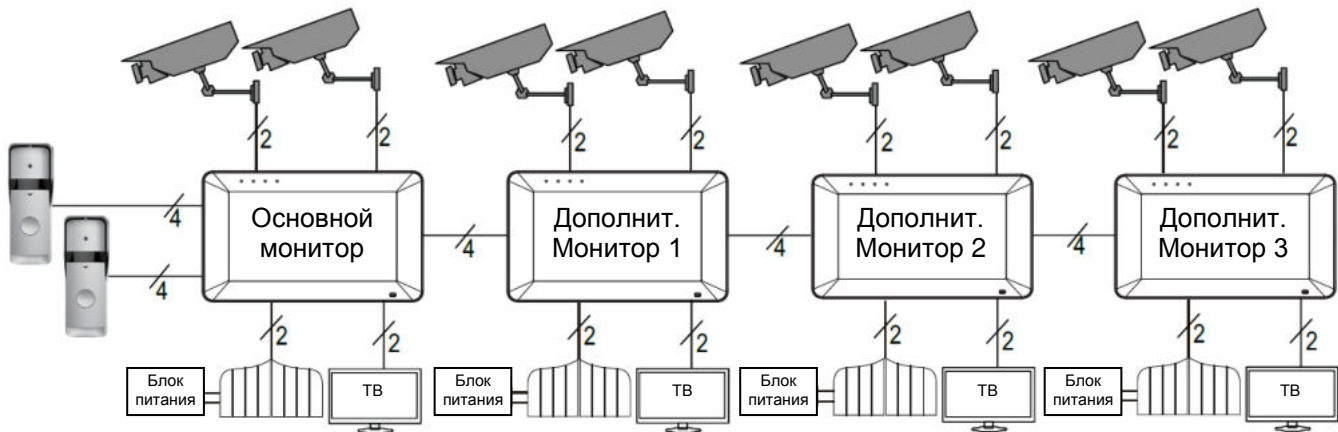 2
2
2
2
2
2
2
2
4
4
Основной
монитор
4
Дополнит.
Монитор 1
4
Дополнит.
Монитор 2
4
Дополнит.
Монитор 3
2
2
2
2
2
2
2
2
Блок
питания
ТВ
Блок
питания
ТВ
Блок
питания
ТВ
Блок
питания
ТВ